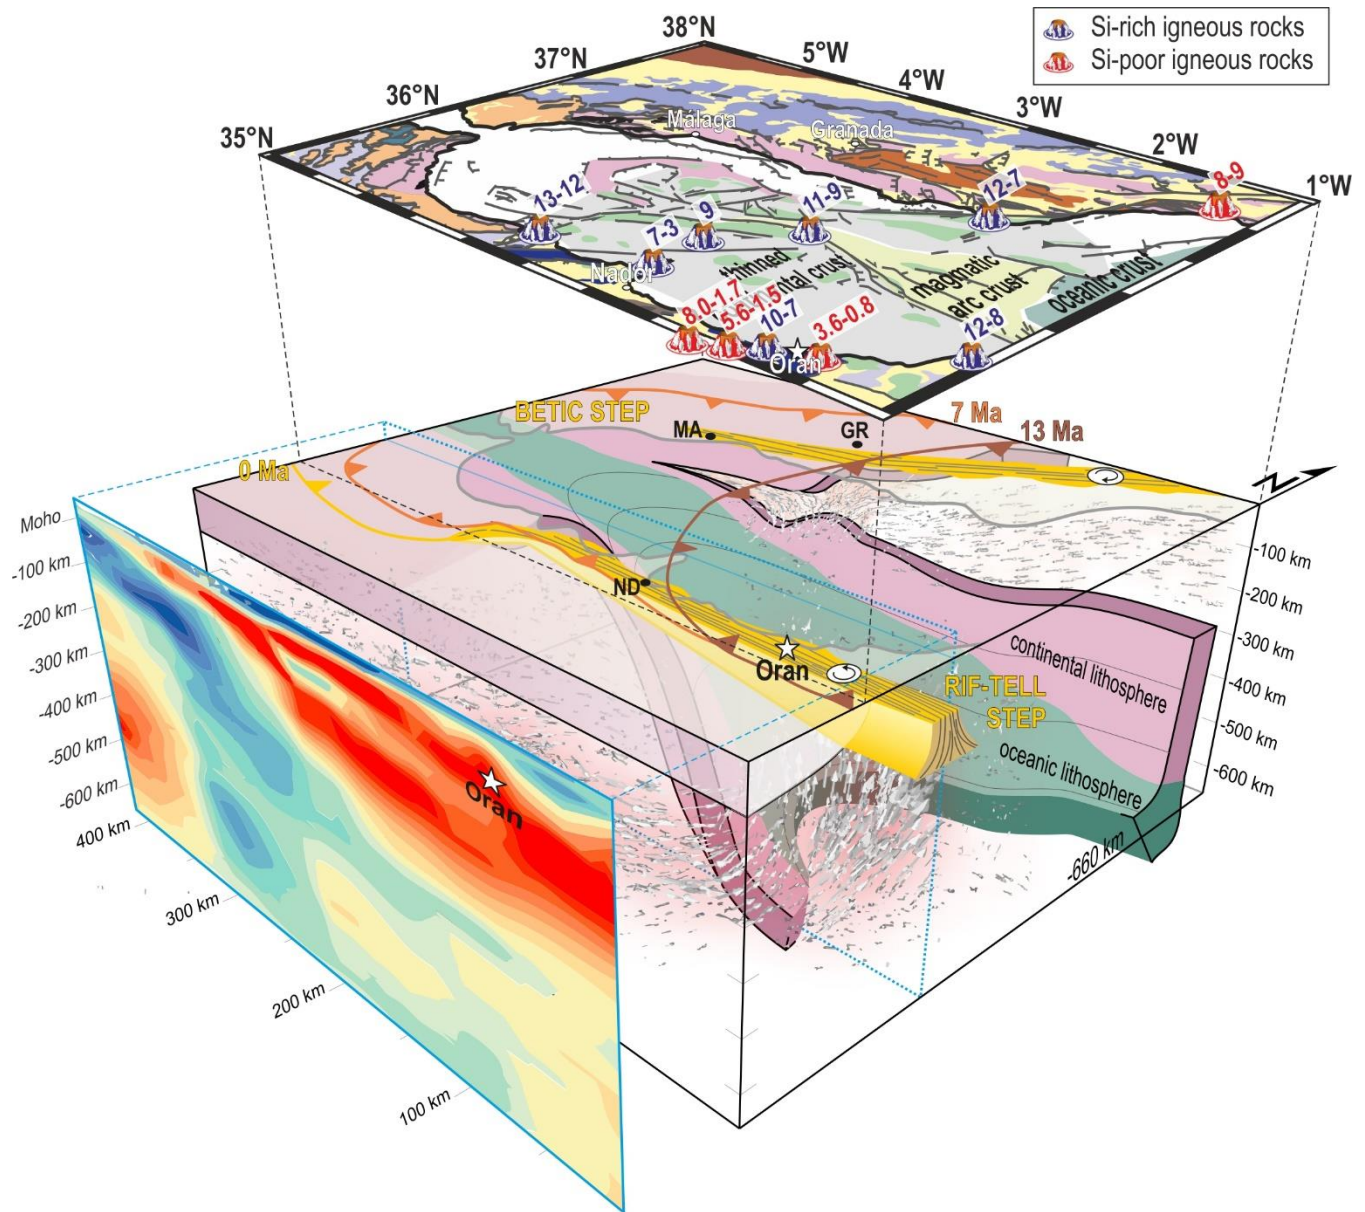 Si-rich igneous rocks
Si-poor igneous rocks
38°N
37°N
36°N
35°N
5°W
4°W
3°W
2°W
1°W
Málaga
Granada
13-12
7-3
9
11-9
12-7
8-9
Nador
thinned
magmatic
arc crust
oceanic crust
8.0-1.7
5.6-1.5
10-7
3.6-0.8
12-8
Oran
BETIC STEP
7 Ma
13 Ma
MA
GR
0 Ma
N
ND
Oran
RIF-TELL
STEP
continental lithosphere
oceanic lithosphere
Moho
-100 km
-200 km
-300 km
-400 km
-500 km
-600 km
-100 km
-200 km
-300 km
-400 km
-500 km
-600 km
-660 km
Oran
400 km
300 km
200 km
100 km